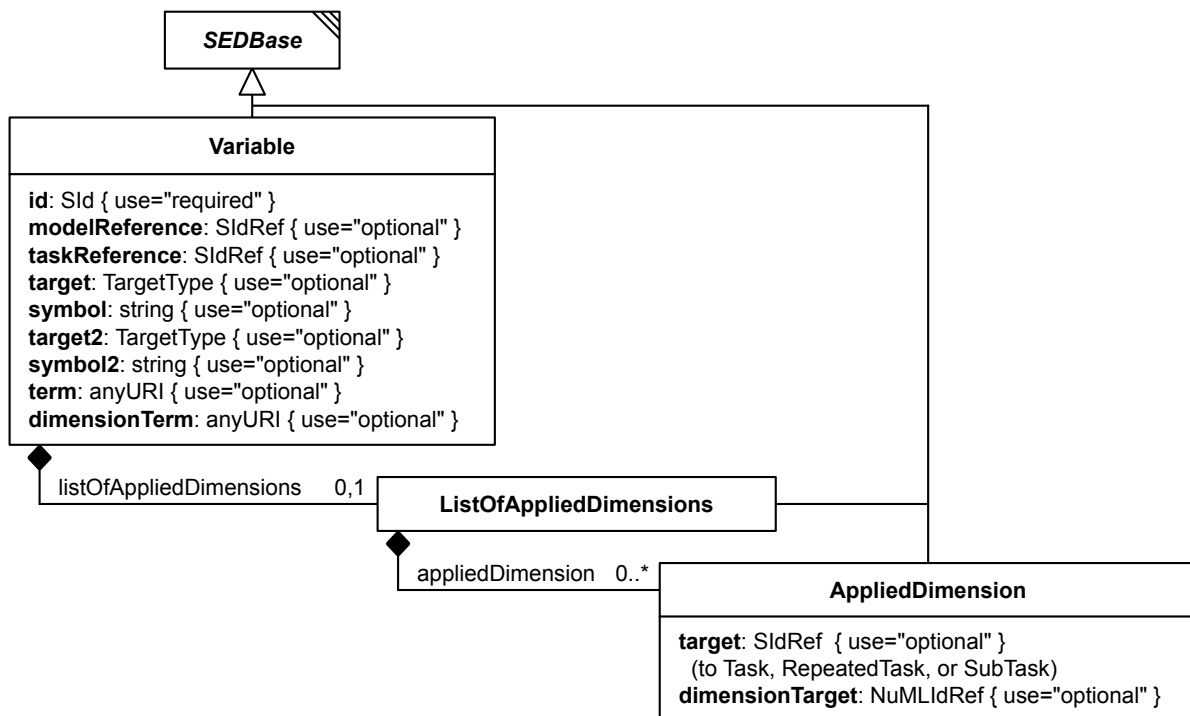 SEDBase
Variable
id: SId { use="required" }
modelReference: SIdRef { use="optional" }
taskReference: SIdRef { use="optional" }
target: TargetType { use="optional" }
symbol: string { use="optional" }
target2: TargetType { use="optional" }
symbol2: string { use="optional" }
term: anyURI { use="optional" }
dimensionTerm: anyURI { use="optional" }
listOfAppliedDimensions 0,1
ListOfAppliedDimensions
appliedDimension 0..*
AppliedDimension
target: SIdRef { use="optional" }
(to Task, RepeatedTask, or SubTask)
dimensionTarget: NuMLIdRef { use="optional" }